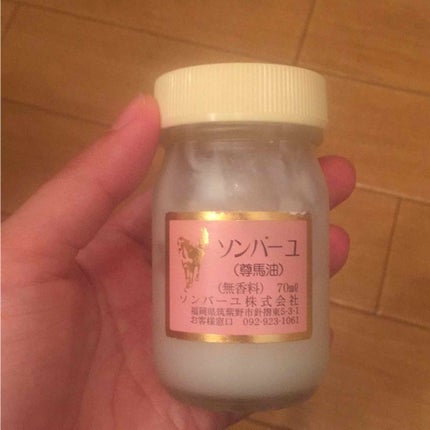 ソンバーユ
(尊馬油)
(無香料) 70mℓ
ソンバーユ株式会社
福岡県筑紫野市針摺東5-3-1
お客様窓口 092-923-1061